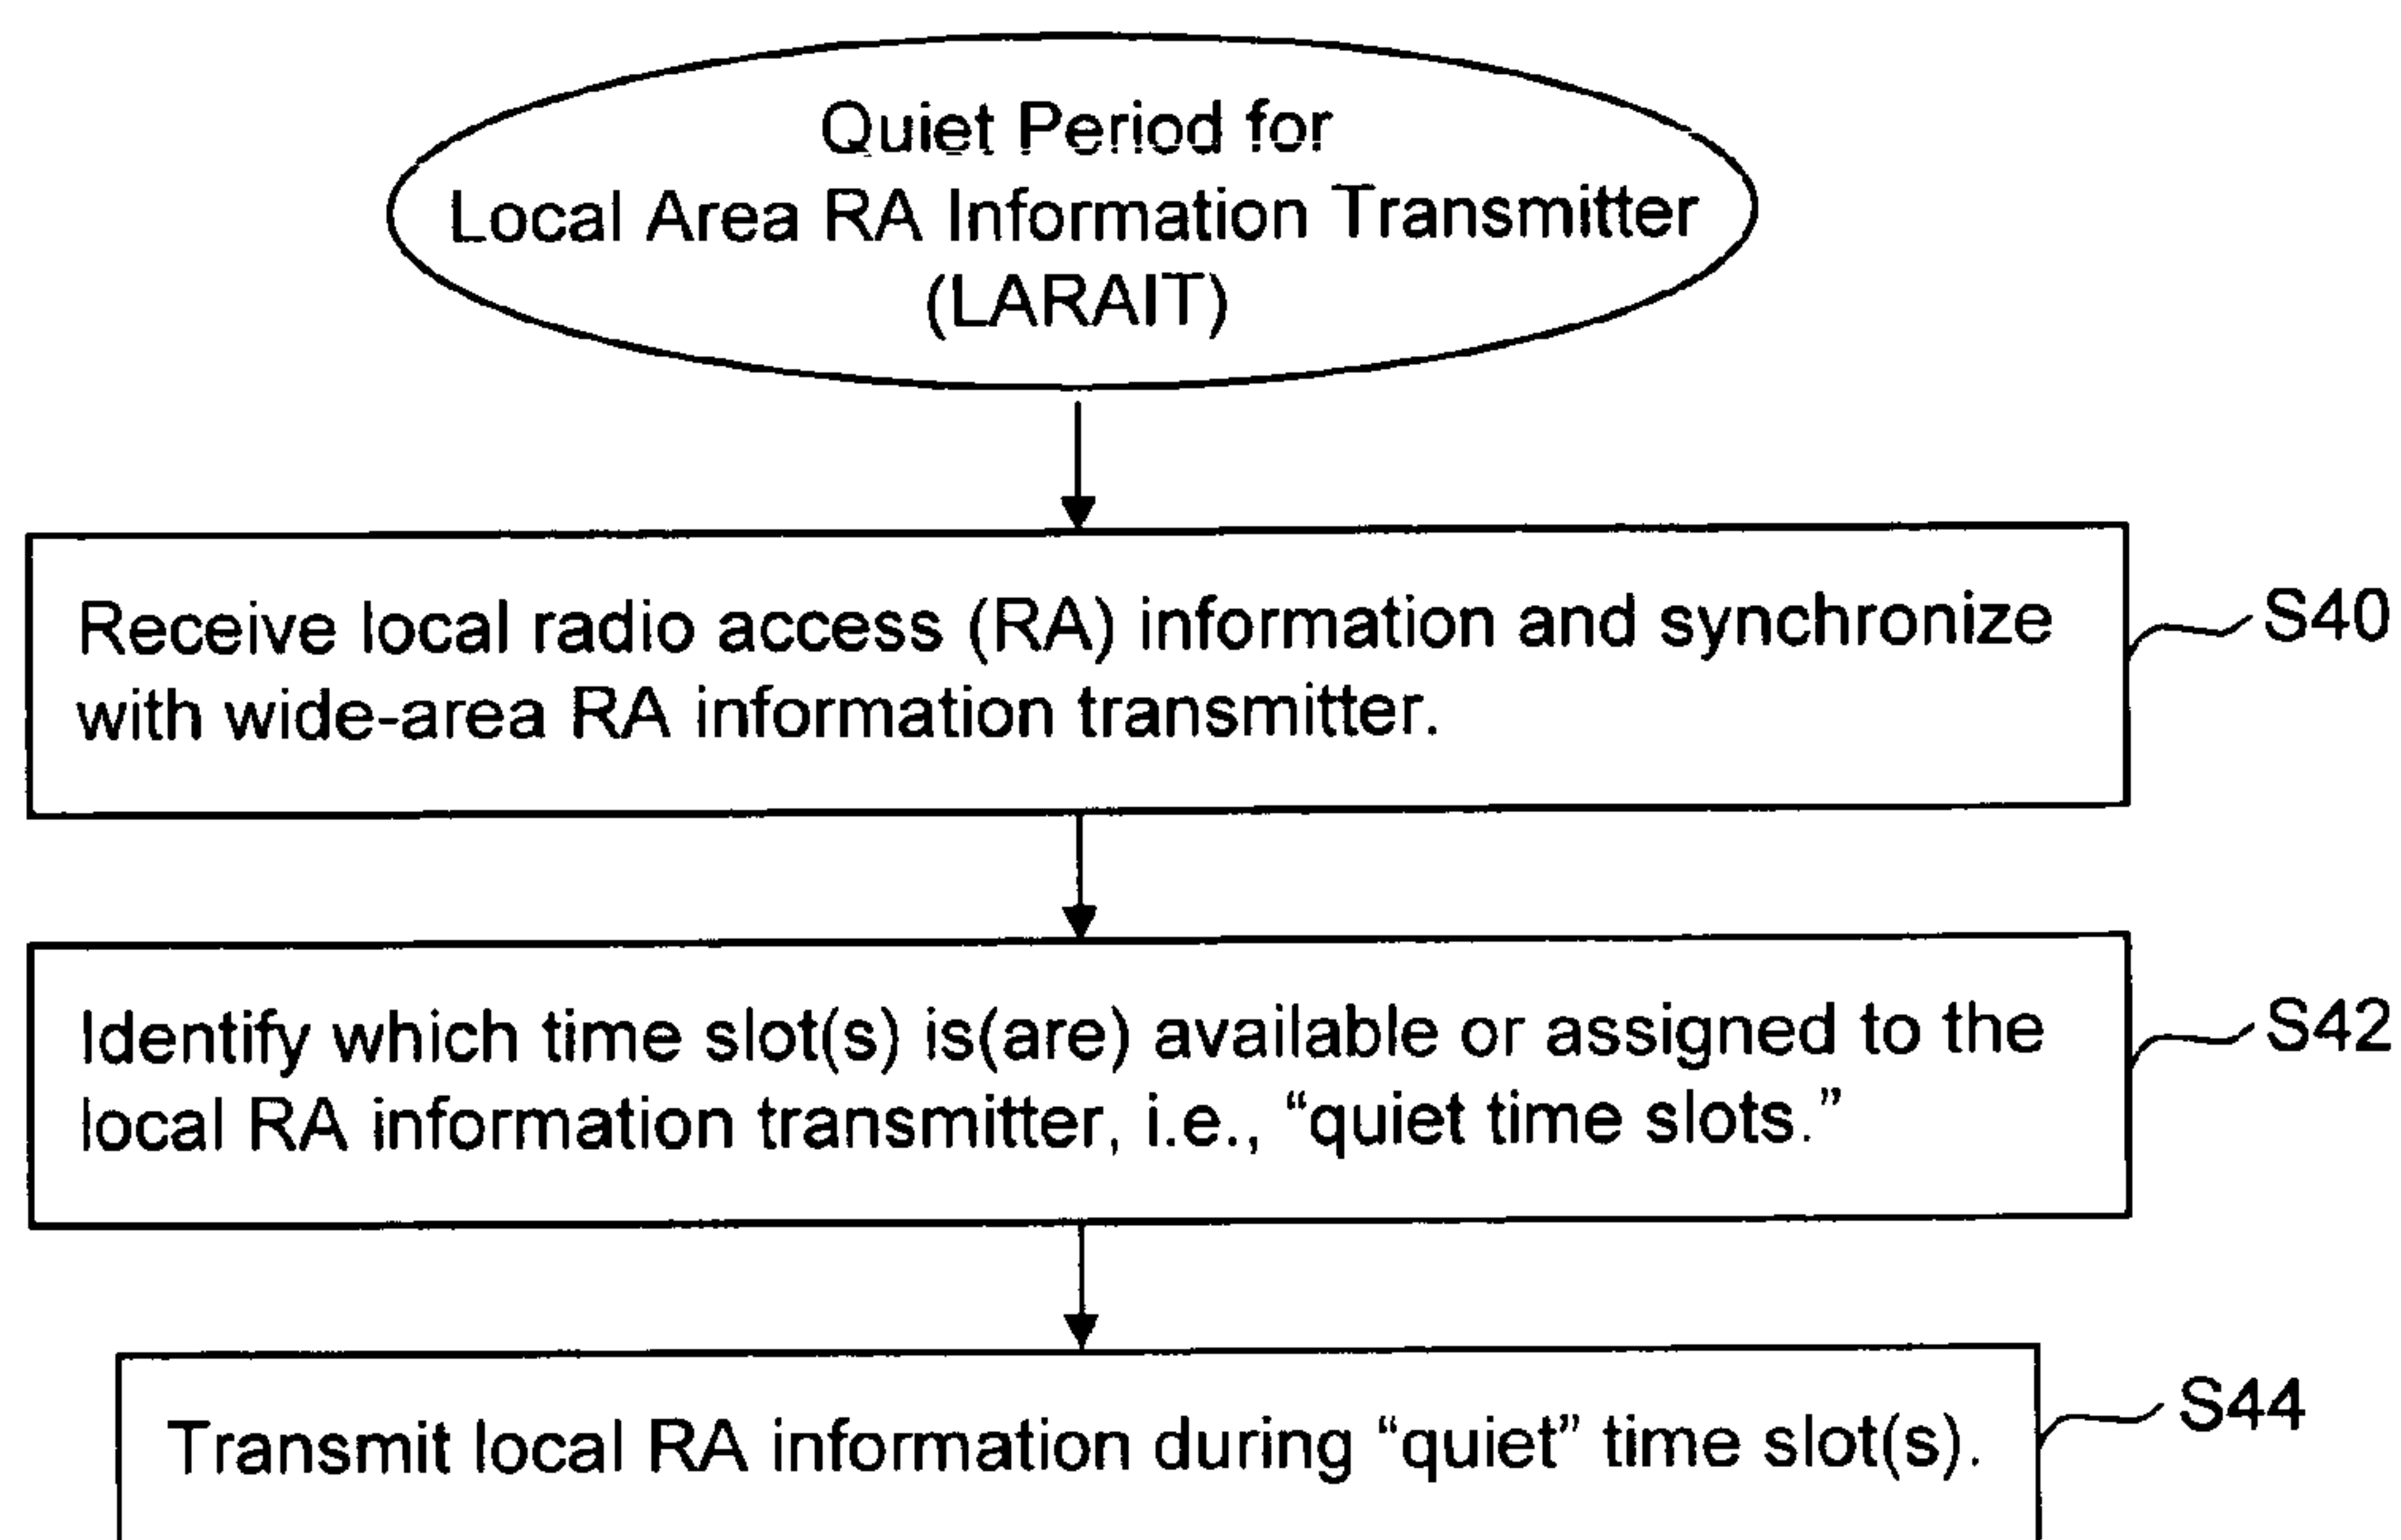 Quiet Period for
Local Area RA Information Transmitter
(LARAIT)
Receive local radio access (RA) information and synchronize
with wide-area RA information transmitter.
S40
Identify which time slot(s) is(are) available or assigned to the
local RA information transmitter, i.e., “quiet time slots.”
S42
Transmit local RA information during “quiet” time slot(s).
S44